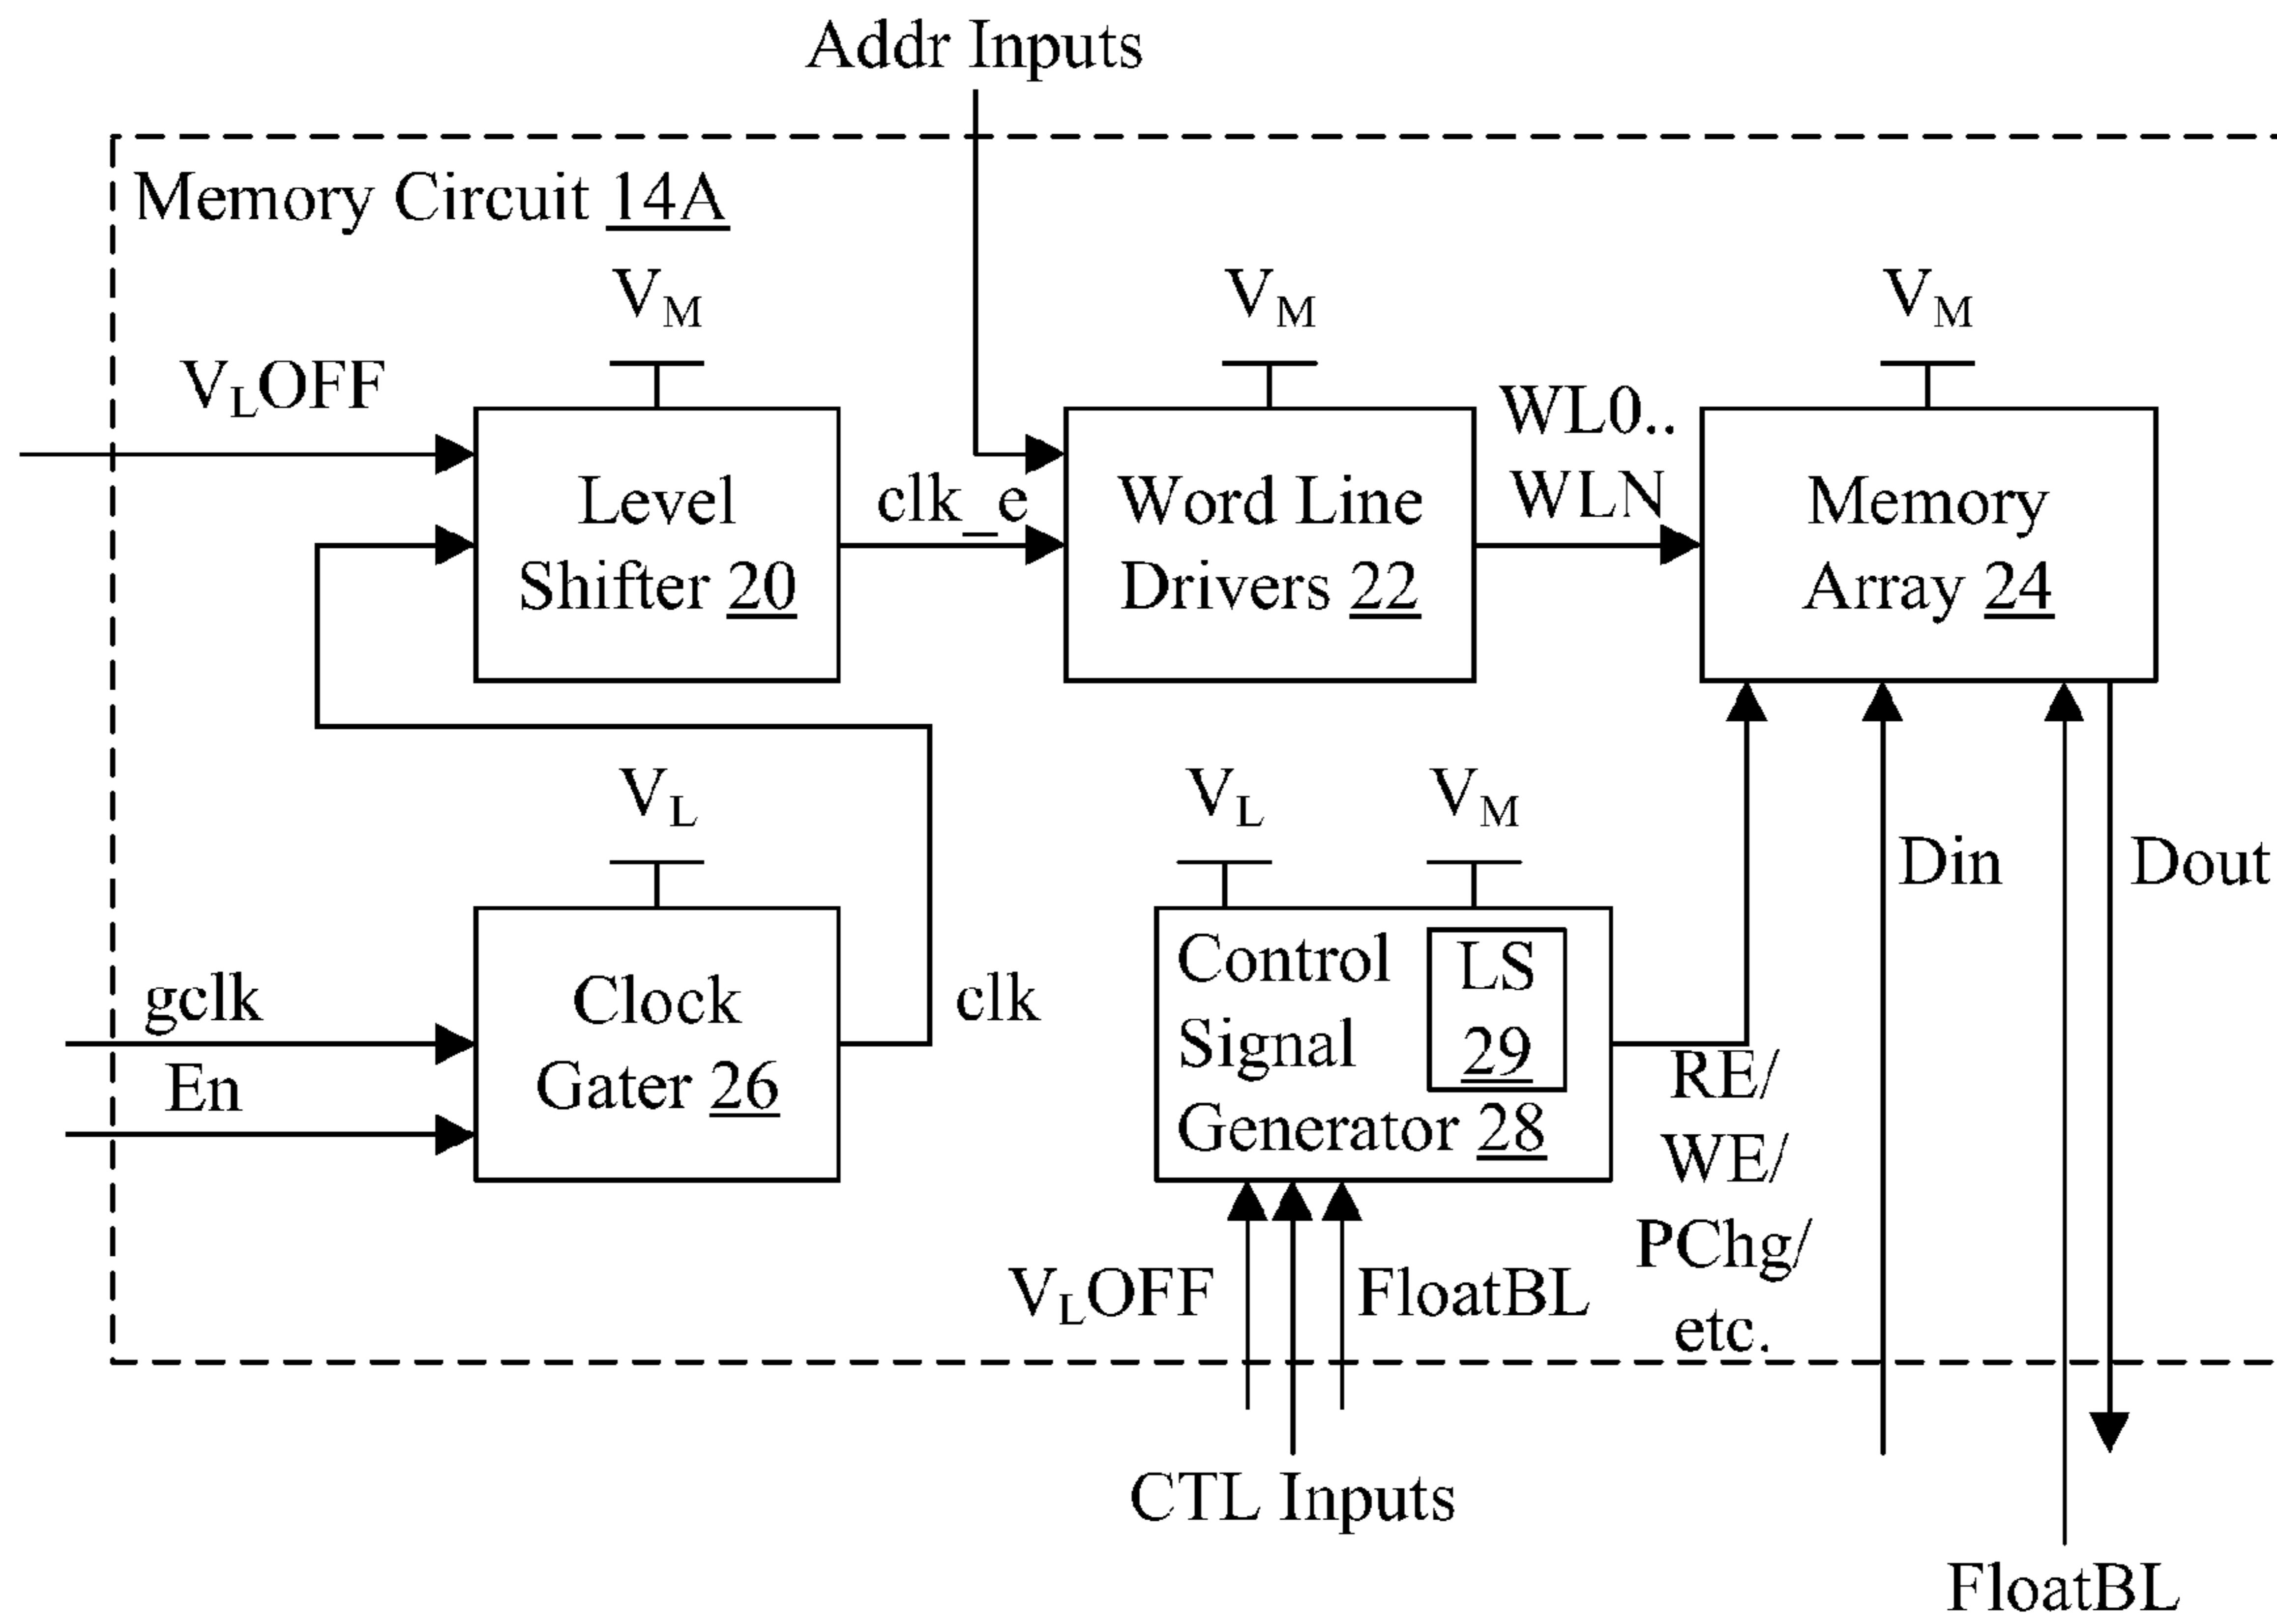 Addr Inputs
Memory Circuit 14A
VM
VM
VM
VLOFF
Level
Shifter 20
clk_e
Word Line
Drivers 22
WL0..
WLN
Memory
Array 24
VL
VL
VM
gclk
En
Clock
Gater 26
clk
Control
Signal
Generator 28
LS
29
RE/
WE/
PChg/
etc.
Din
Dout
VLOFF
FloatBL
CTL Inputs
FloatBL